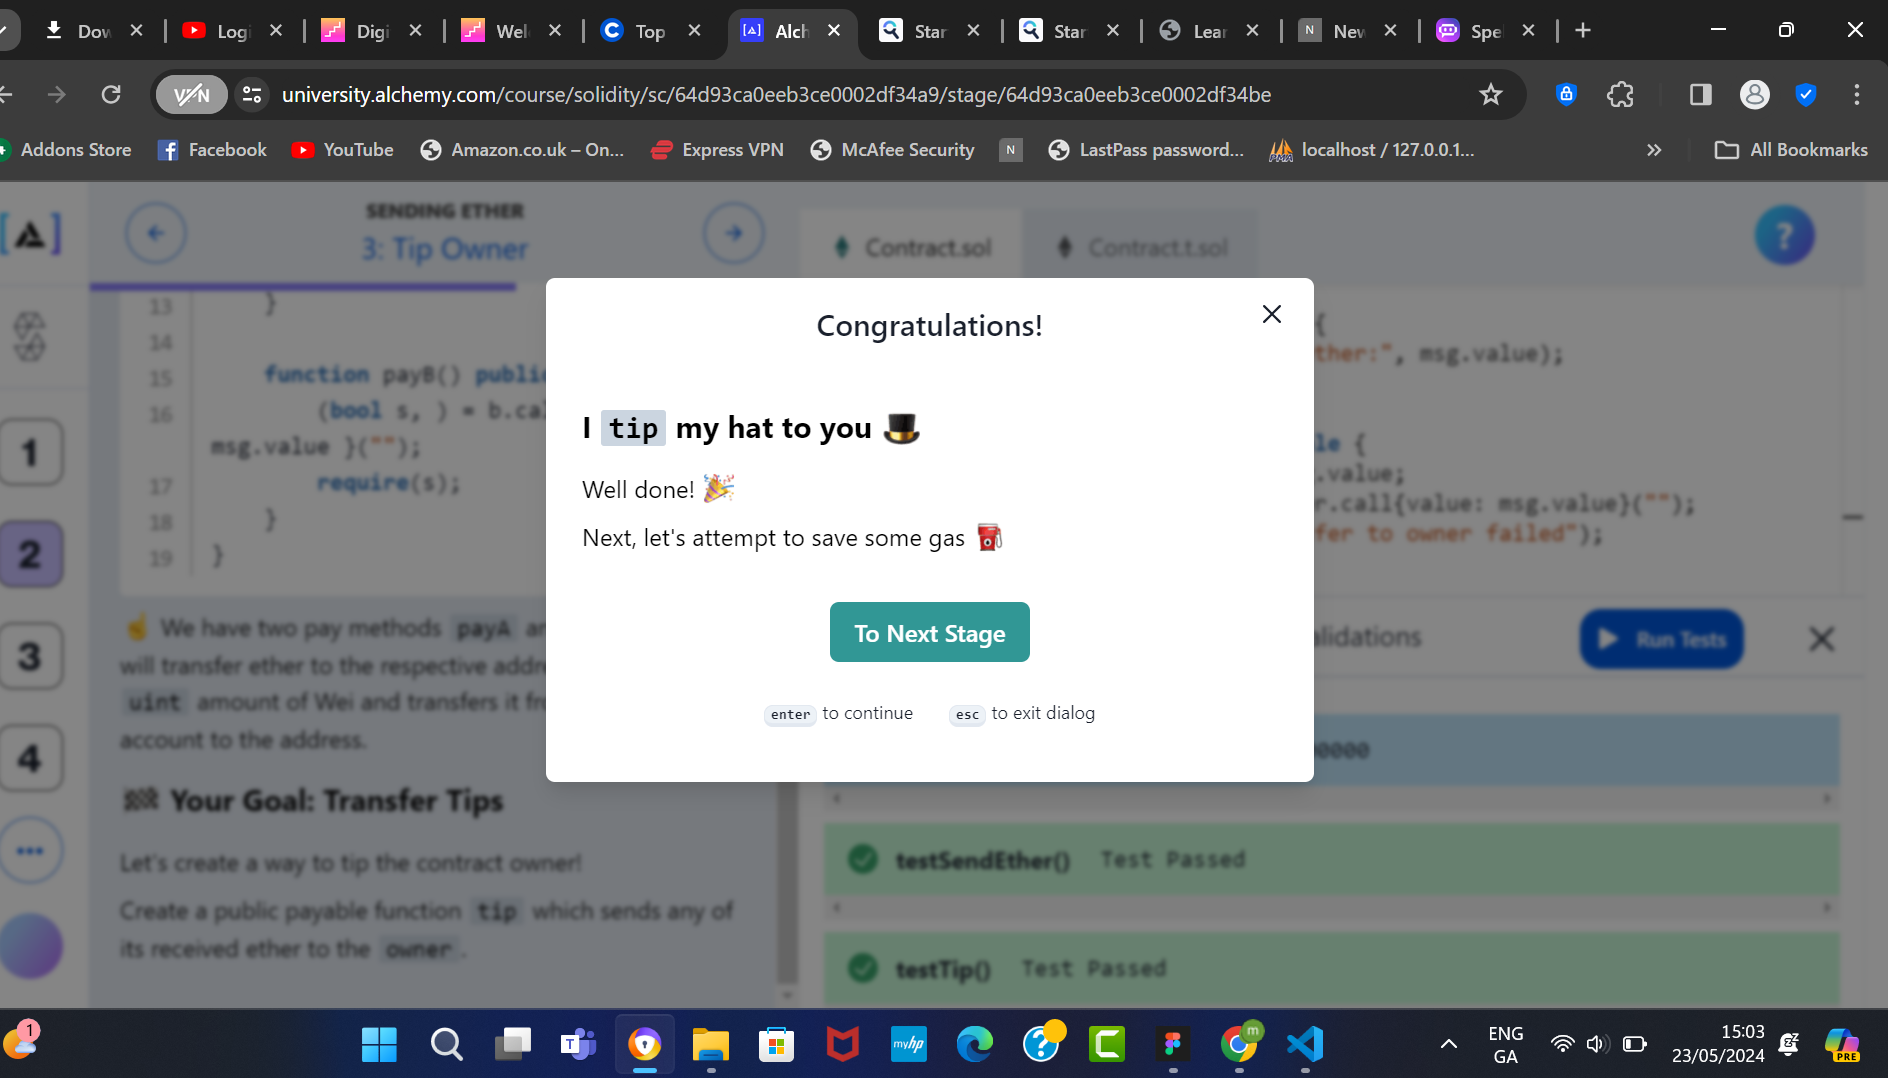 Dow
Logi
Digi
Wel
Top
Alch
Star
Star
Lear
N
New
Spe
VPN
university.alchemy.com/course/solidity/sc/64d93ca0eeb3ce0002df34a9/stage/64d93ca0eeb3ce0002df34be
Addons Store
Facebook
YouTube
Amazon.co.uk – On...
Express VPN
McAfee Security
N
LastPass password...
localhost / 127.0.0.1...
»
All Bookmarks
SENDING ETHER
3: Tip Owner
Contract.sol
Contract.t.sol
?
1
2
3
4
13 }
14
15 function payB() public
16 (bool s, ) = b.cal
msg.value }("");
17 require(s);
18 }
19 }
☝️ We have two pay methods payA an
will transfer ether to the respective addre
uint amount of Wei and transfers it fr
account to the address.
🏁 Your Goal: Transfer Tips
Let's create a way to tip the contract owner!
Create a public payable function tip which sends any of
its received ether to the owner.
Congratulations!
I tip my hat to you 🎩
Well done! 🎉
Next, let's attempt to save some gas ⛽
To Next Stage
enter to continue esc to exit dialog
{
ther:", msg.value);
le {
.value;
r.call{value: msg.value}("");
fer to owner failed");
alidations
Run Tests
testSendEther() Test Passed
testTip() Test Passed
1
T
myhp
?
m
ENG
GA
15:03
23/05/2024
PRE